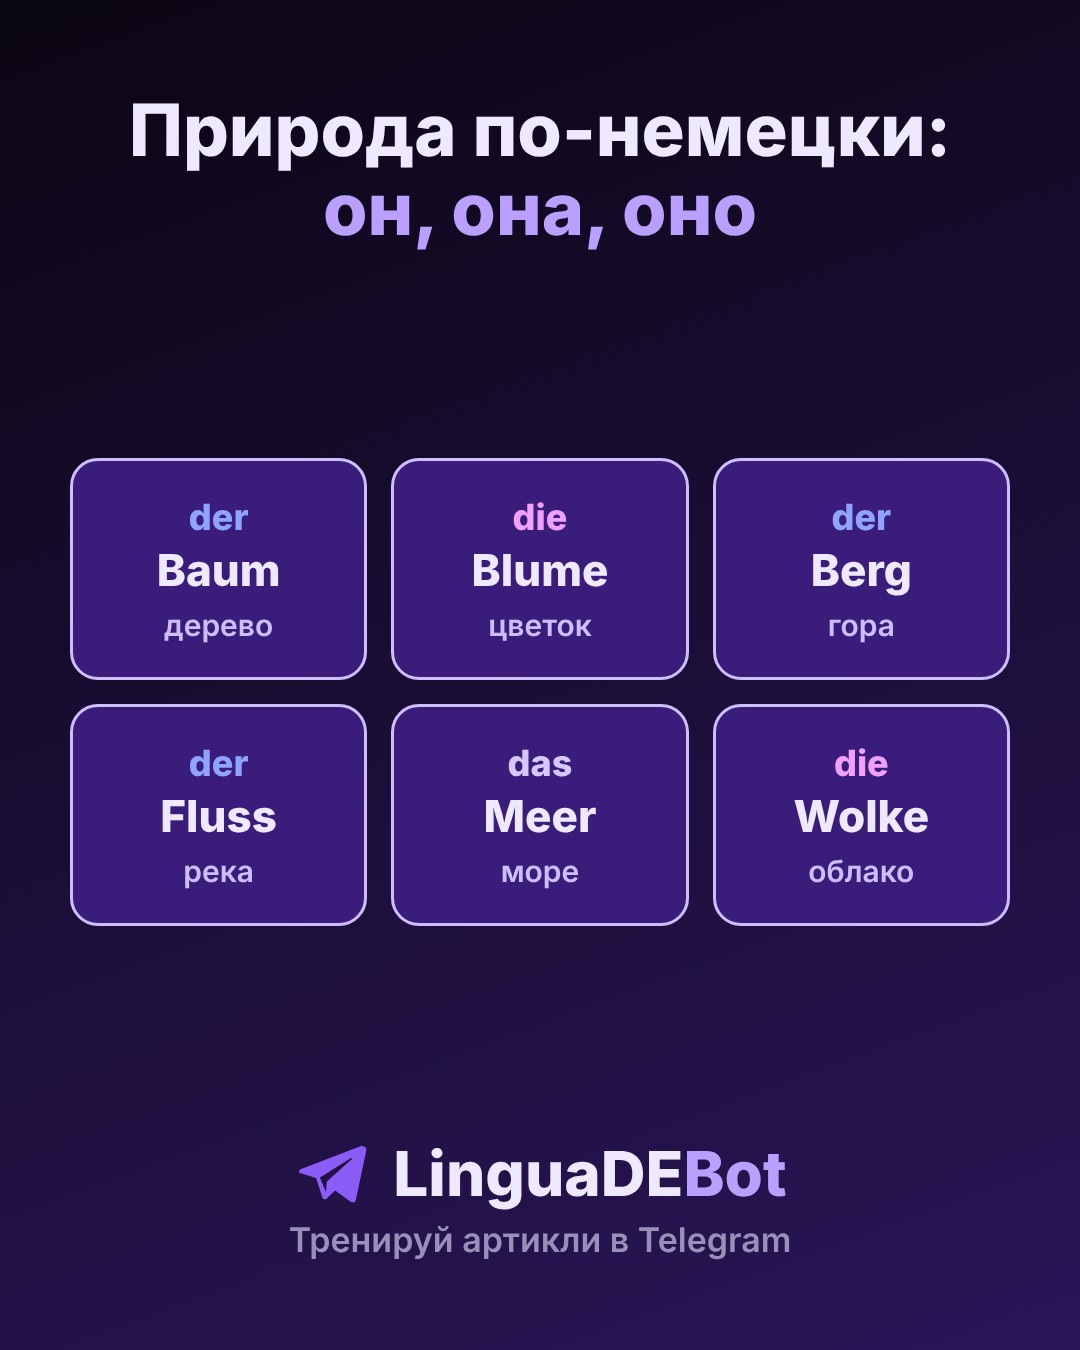 Природа по-немецки:
он, она, оно
der
Baum
дерево
die
Blume
цветок
der
Berg
гора
der
Fluss
река
das
Meer
море
die
Wolke
облако
LinguaDEBot
Тренируй артикли в Telegram